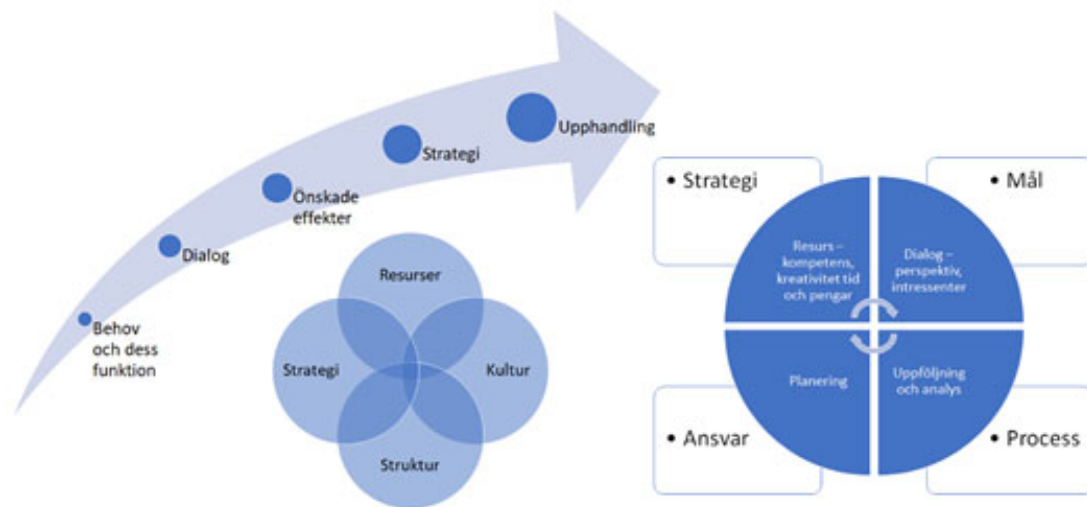 Behov
och dess
funktion
Dialog
Önskade
effekter
Strategi
Upphandling
Resurser
Strategi
Kultur
Struktur
• Strategi
• Mål
Resurs –
kompetens,
kreativitet tid
och pengar
Dialog –
perspektiv,
intressenter
Planering
Uppföljning
och analys
• Ansvar
• Process